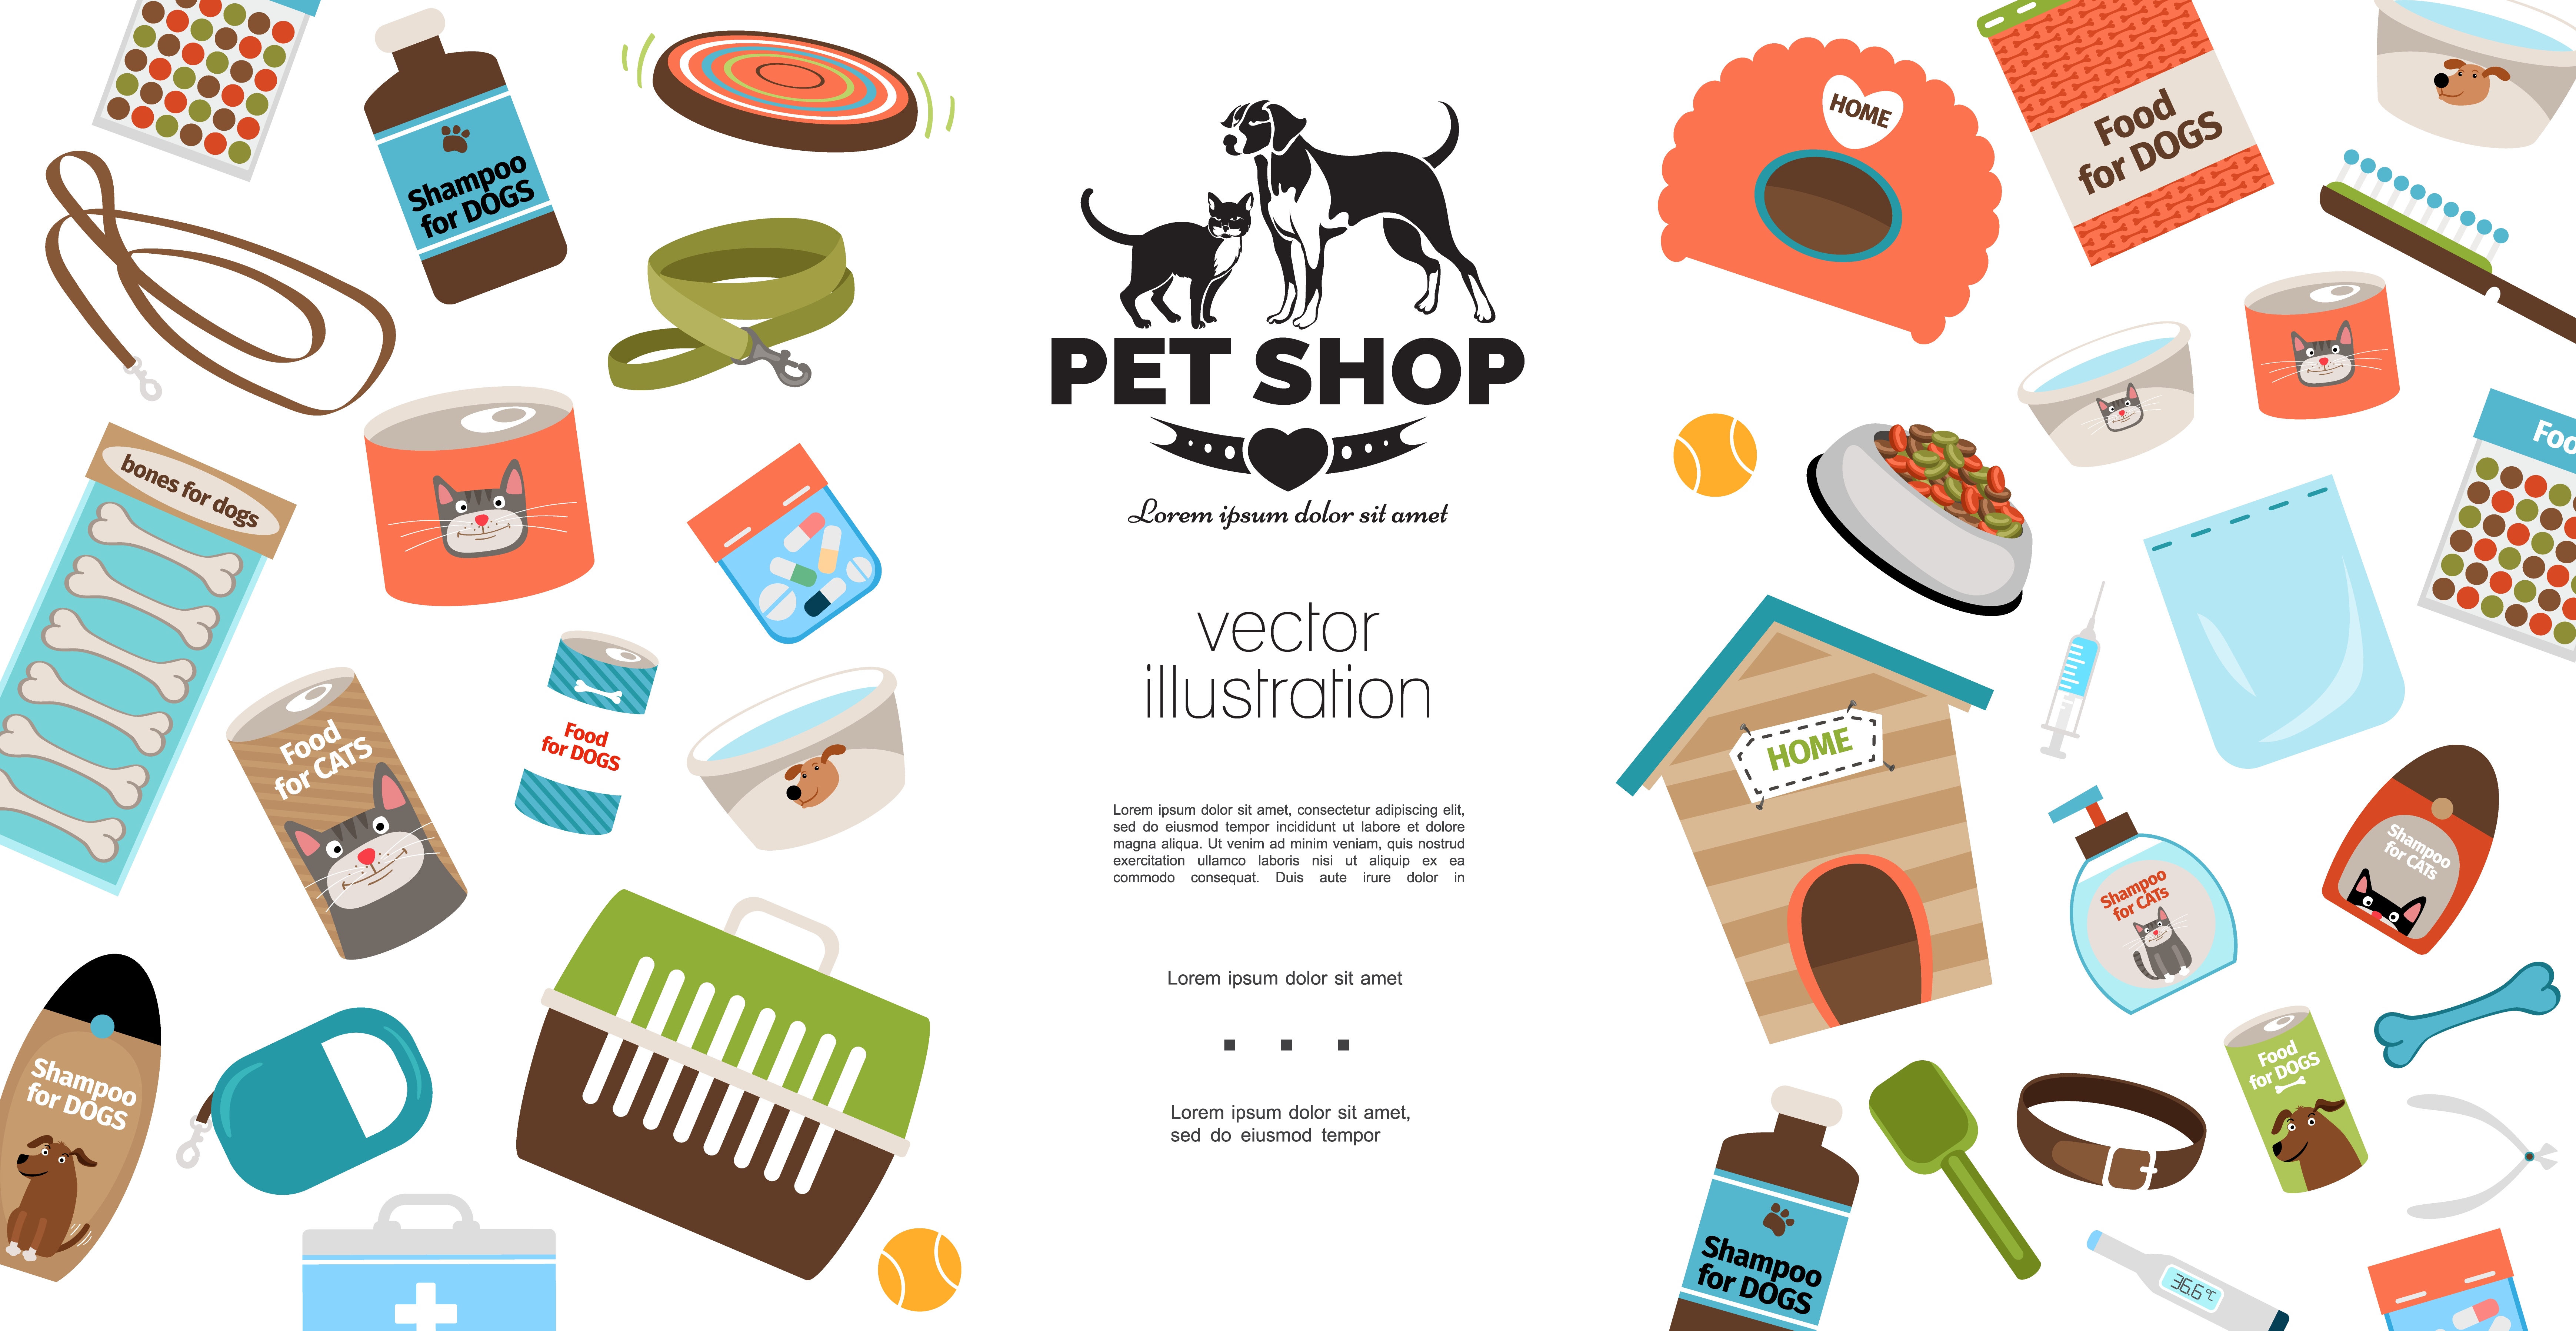 Shampoo
for DOGS
bones for dogs
Food
for CATS
Food
for DOGS
Shampoo
for DOGS
PET SHOP
Lorem ipsum dolor sit amet
vector
illustration
Lorem ipsum dolor sit amet, consectetur adipiscing elit,
sed do eiusmod tempor incididunt ut labore et dolore
magna aliqua. Ut venim ad minim veniam, quis nostrud
exercitation ullamco laboris nisi ut aliquip ex ea
commodo consequat. Duis aute irure dolor in
Lorem ipsum dolor sit amet
Lorem ipsum dolor sit amet,
sed do eiusmod tempor
HOME
Food
for DOGS
Foo
HOME
Shampoo
for CATs
Shampoo
for CATs
Food
for DOGS
Shampoo
for DOGS
36.6°C